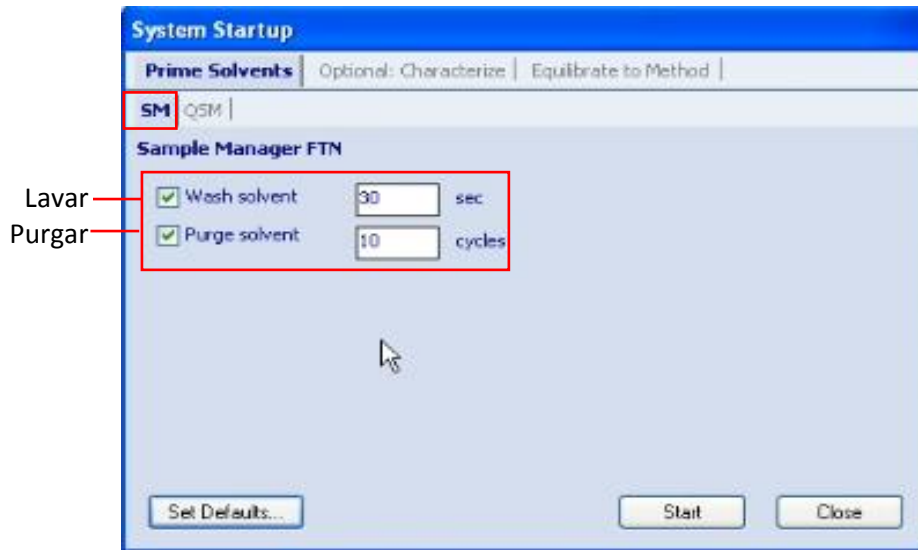 System Startup
Prime Solvents Optional: Characterize Equilibrate to Method
SM QSM
Sample Manager FTN
Lavar Wash solvent 30 sec
Purgar Purge solvent 10 cycles
Set Defaults... Start Close